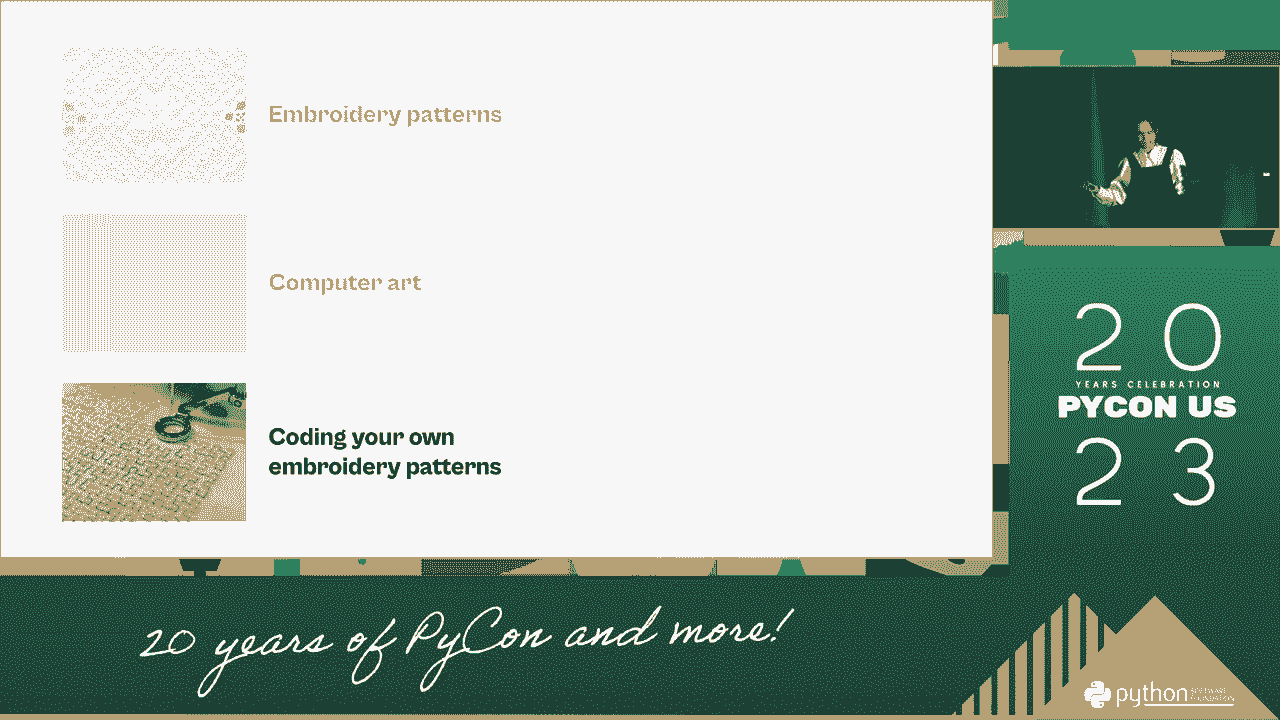 Embroidery patterns
Computer art
Coding your own
embroidery patterns
20
YEARS CELEBRATION
PYCON US
23
20 years of PyCon and more!
python SOFTWARE
FOUNDATION